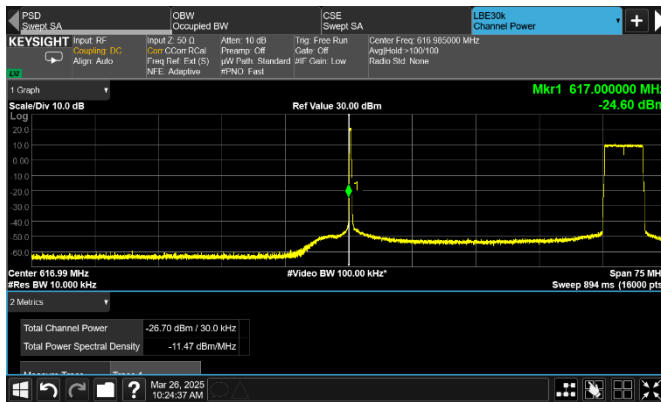 PSD
Swept SA
OBW
Occupied BW
CSE
Swept SA
LBE30k
Channel Power
KEYSIGHT
Input: RF
Coupling: DC
Align: Auto
Input Z: 50 Ω
Corr CCorr RCal
Freq Ref: Ext (S)
NFE: Adaptive
Atten: 10 dB
Preamp: Off
µW Path: Standard
#PNO: Fast
Trig: Free Run
Gate: Off
#IF Gain: Low
Center Freq: 616.985000 MHz
Avg|Hold:>100/100
Radio Std: None
1 Graph
Mkr1 617.000000 MHz
Scale/Div 10.0 dB
Ref Value 30.00 dBm
-24.60 dBm
Log
20.0
10.0
0.00
-10.0
-20.0
-30.0
-40.0
-50.0
-60.0
1
Center 616.99 MHz
#Video BW 100.00 kHz*
Span 75 MH
#Res BW 10.000 kHz
Sweep 894 ms (16000 pts
2 Metrics
Total Channel Power -26.70 dBm / 30.0 kHz
Total Power Spectral Density -11.47 dBm/MHz
Mar 26, 2025
10:24:37 AM